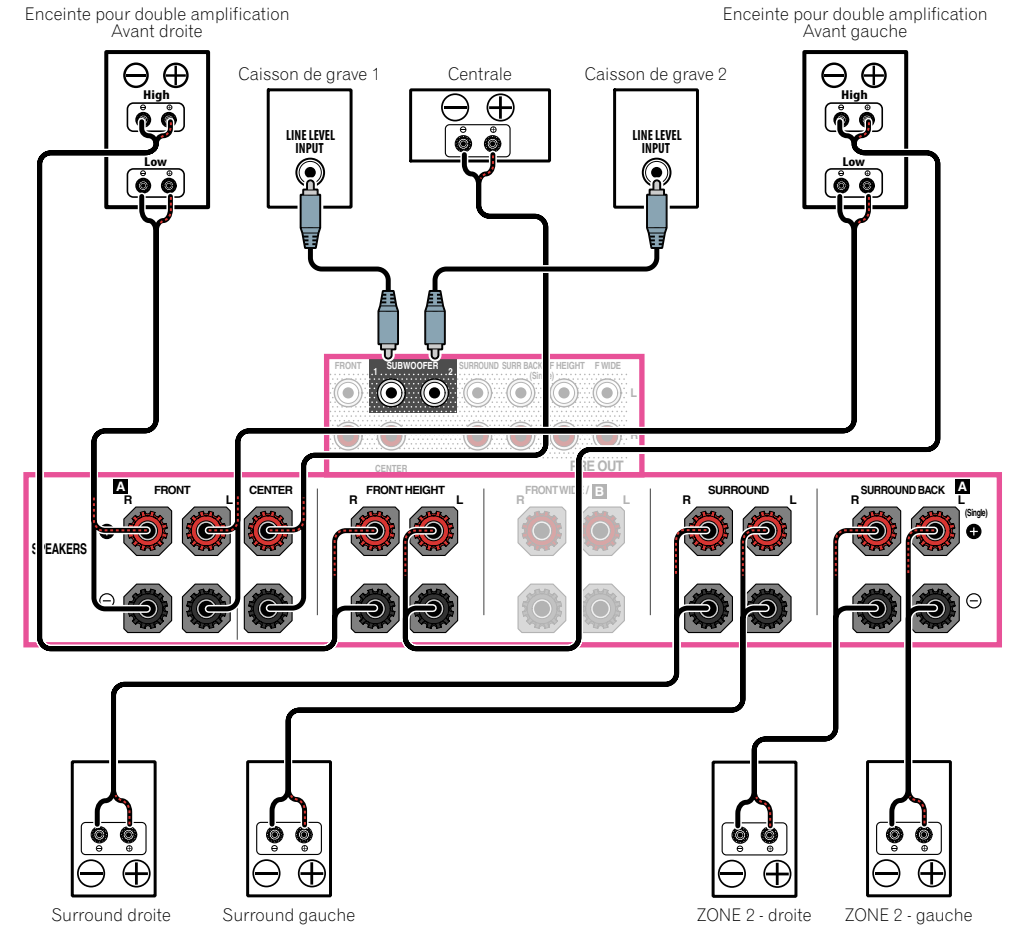 Enceinte pour double amplification
Avant droite
Enceinte pour double amplification
Avant gauche
Caisson de grave 1
Centrale
Caisson de grave 2
High
Low
LINE LEVEL
INPUT
LINE LEVEL
INPUT
High
Low
FRONT
SUBWOOFER
1
2
SURROUND
SURR BACK
(Single)
F HEIGHT
F WIDE
L
R
CENTER
PRE OUT
SPEAKERS
A
FRONT
R
L
CENTER
FRONT HEIGHT
R
L
FRONT WIDE / B
R
L
SURROUND
R
L
SURROUND BACK A
R
L
(Single)
Surround droite
Surround gauche
ZONE 2 - droite
ZONE 2 - gauche